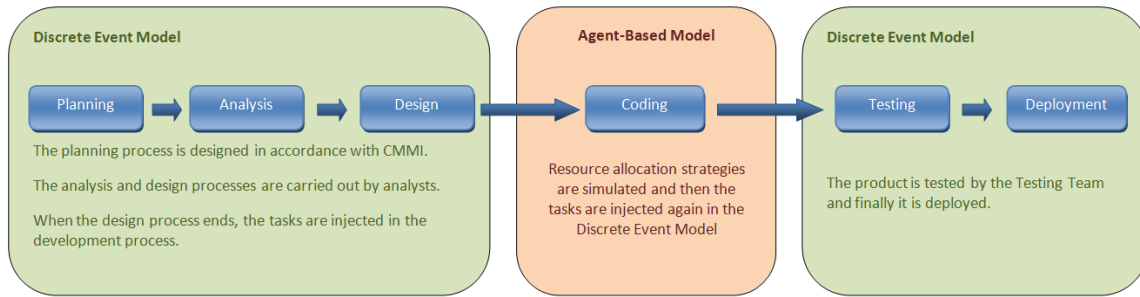 Discrete Event Model
Planning
Analysis
Design
The planning process is designed in accordance with CMMI.
The analysis and design processes are carried out by analysts.
When the design process ends, the tasks are injected in the
development process.
Agent-Based Model
Coding
Resource allocation strategies
are simulated and then the
tasks are injected again in the
Discrete Event Model
Discrete Event Model
Testing
Deployment
The product is tested by the Testing Team
and finally it is deployed.